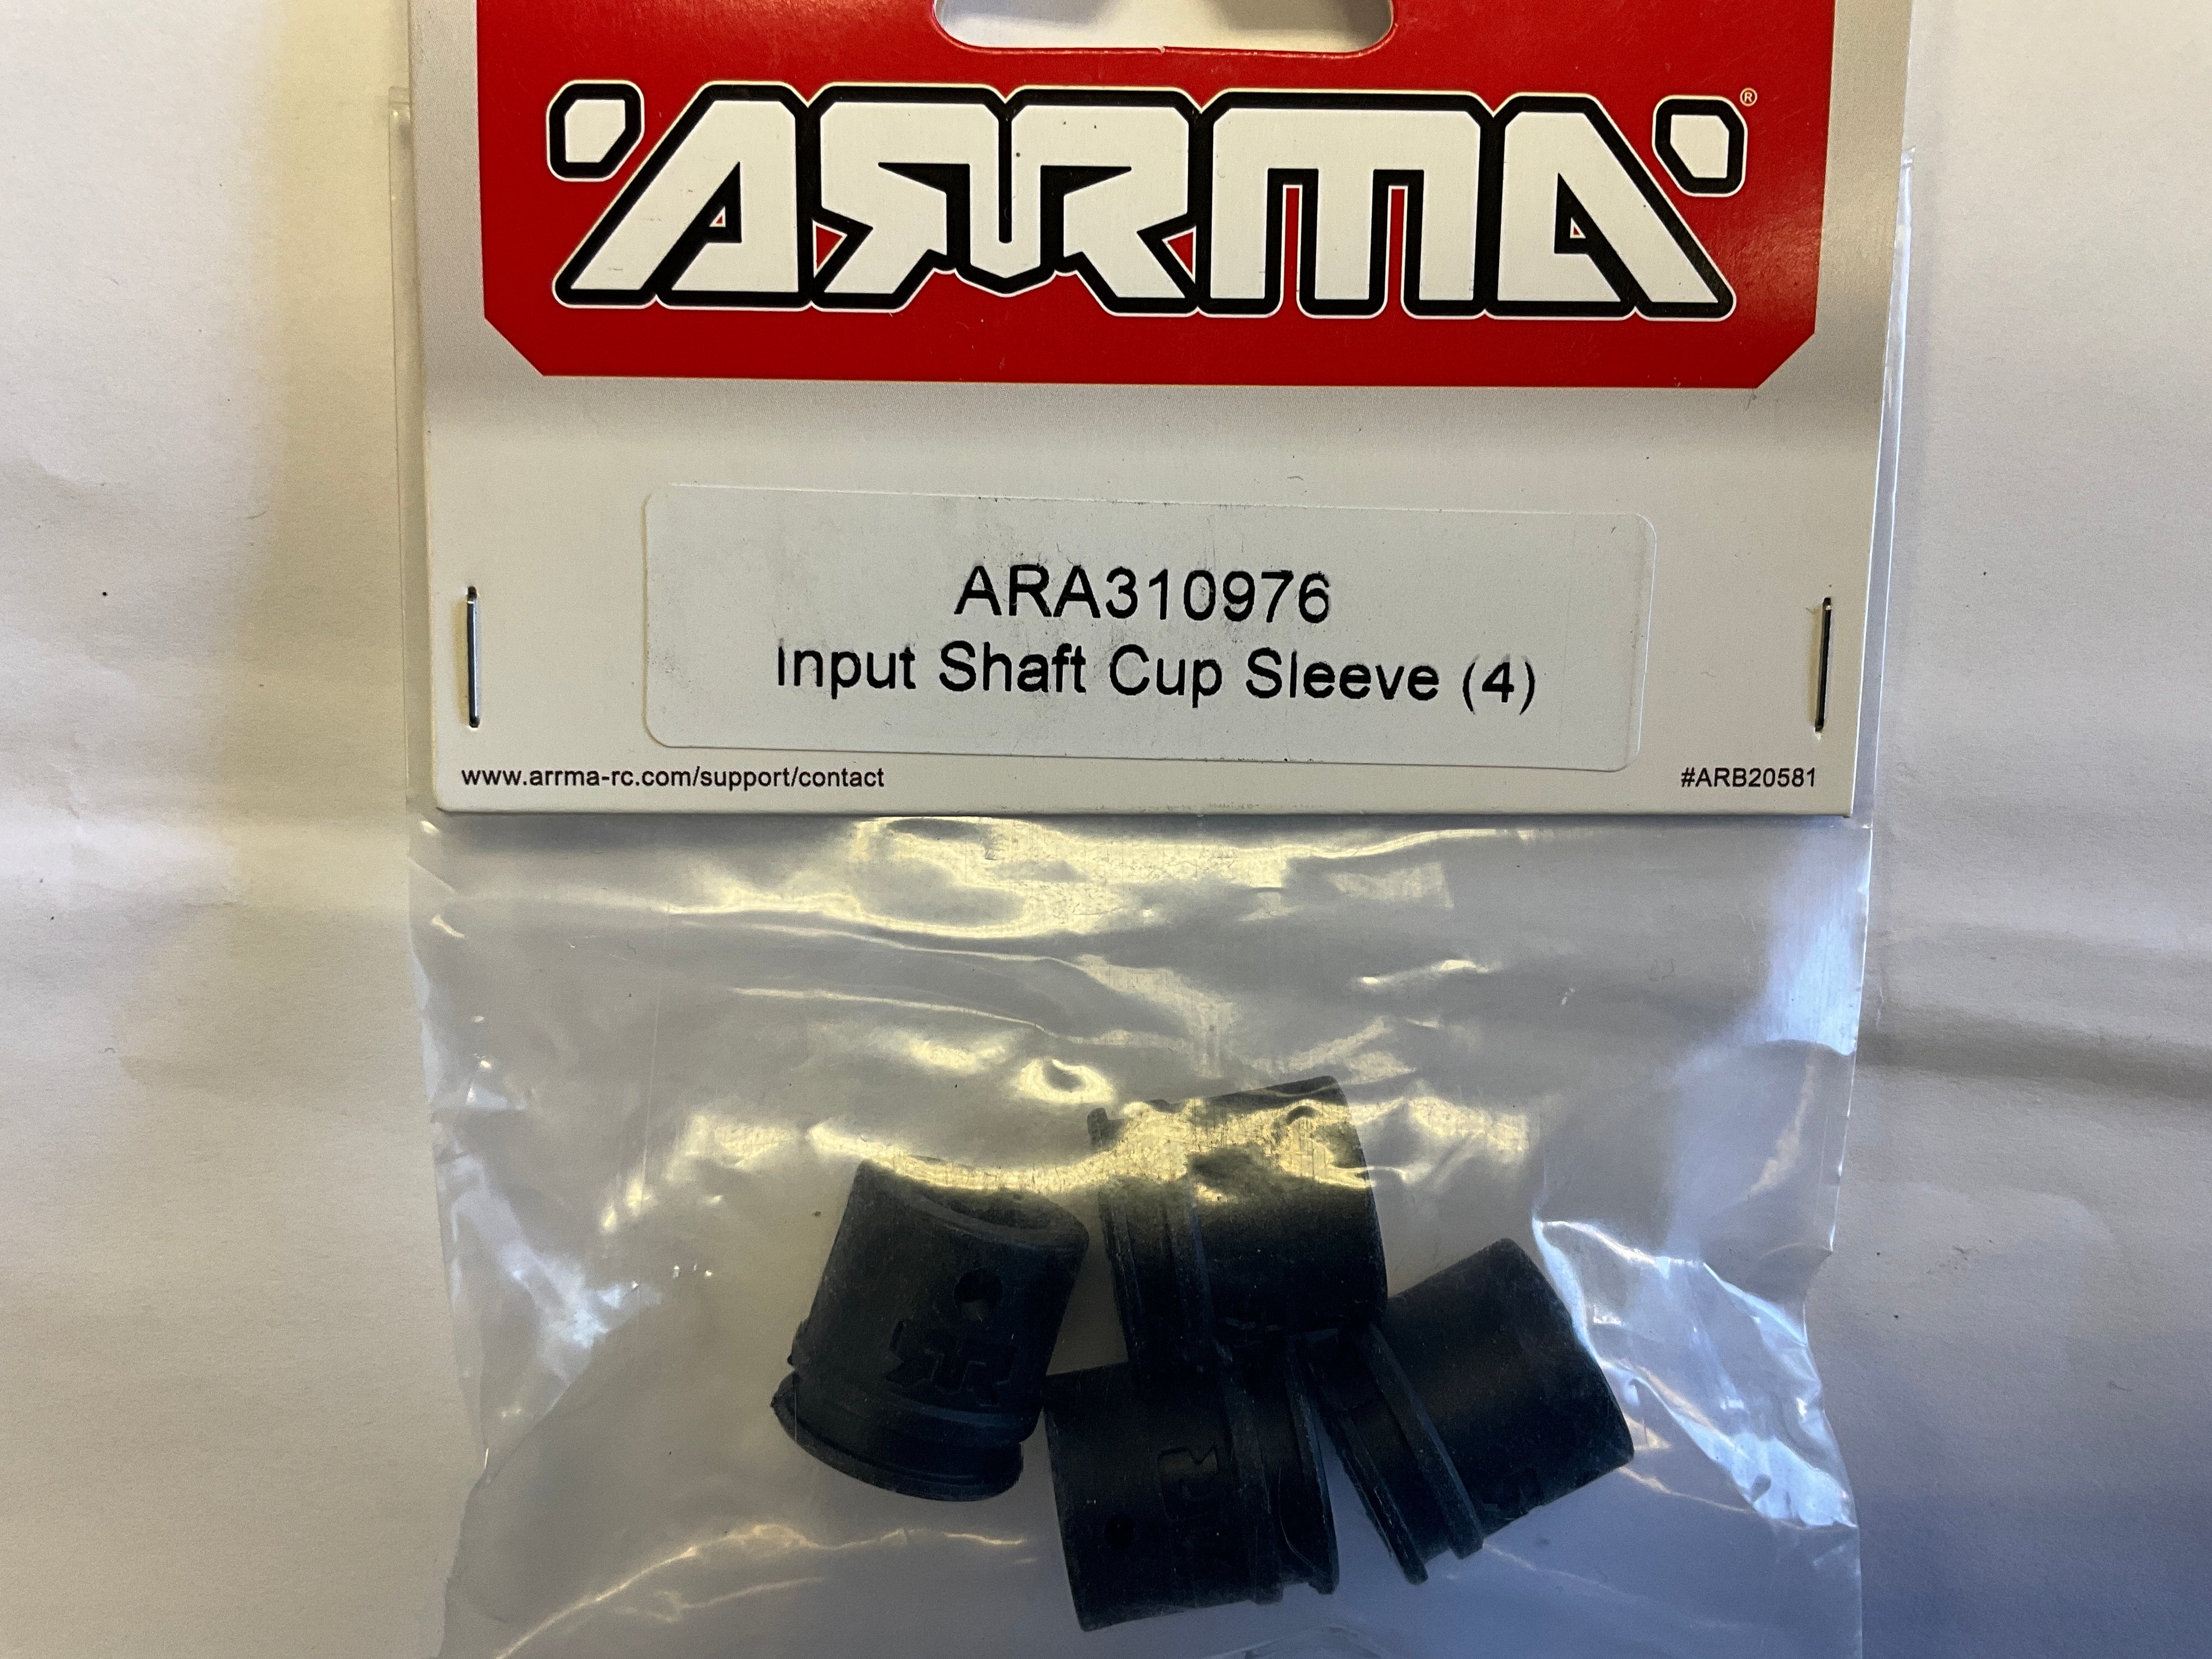 ARRMA®
ARA310976
Input Shaft Cup Sleeve (4)
www.arrma-rc.com/support/contact
#ARB20581